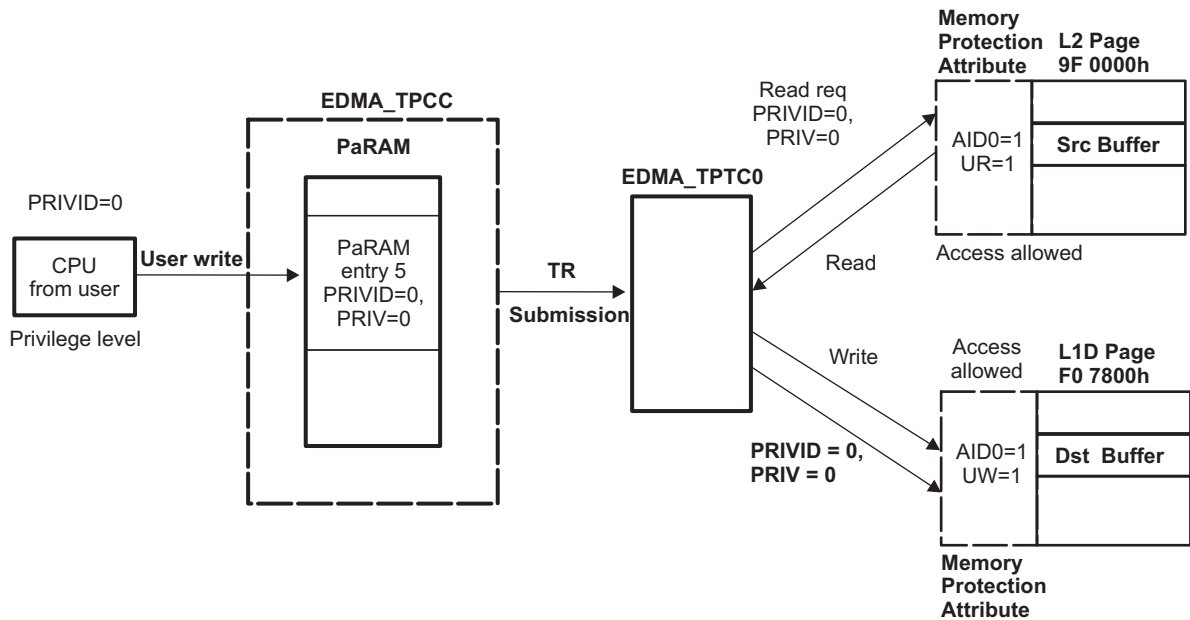 PRIVID=0
CPU
from user
Privilege level
User write
EDMA_TPCC
PaRAM
PaRAM
entry 5
PRIVID=0,
PRIV=0
TR
Submission
EDMA_TPTC0
Read req
PRIVID=0,
PRIV=0
Read
Memory
Protection
Attribute
L2 Page
9F 0000h
AID0=1
UR=1
Src Buffer
Access allowed
Write
PRIVID = 0,
PRIV = 0
Access
allowed
L1D Page
F0 7800h
AID0=1
UW=1
Dst Buffer
Memory
Protection
Attribute